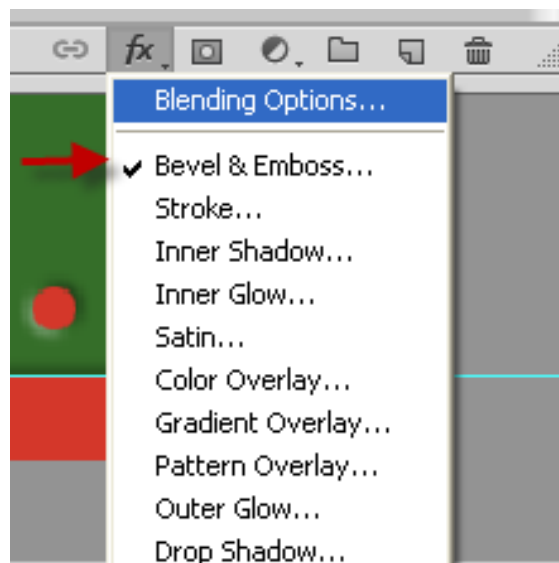 fx
Blending Options...
Bevel & Emboss...
Stroke...
Inner Shadow...
Inner Glow...
Satin...
Color Overlay...
Gradient Overlay...
Pattern Overlay...
Outer Glow...
Drop Shadow...